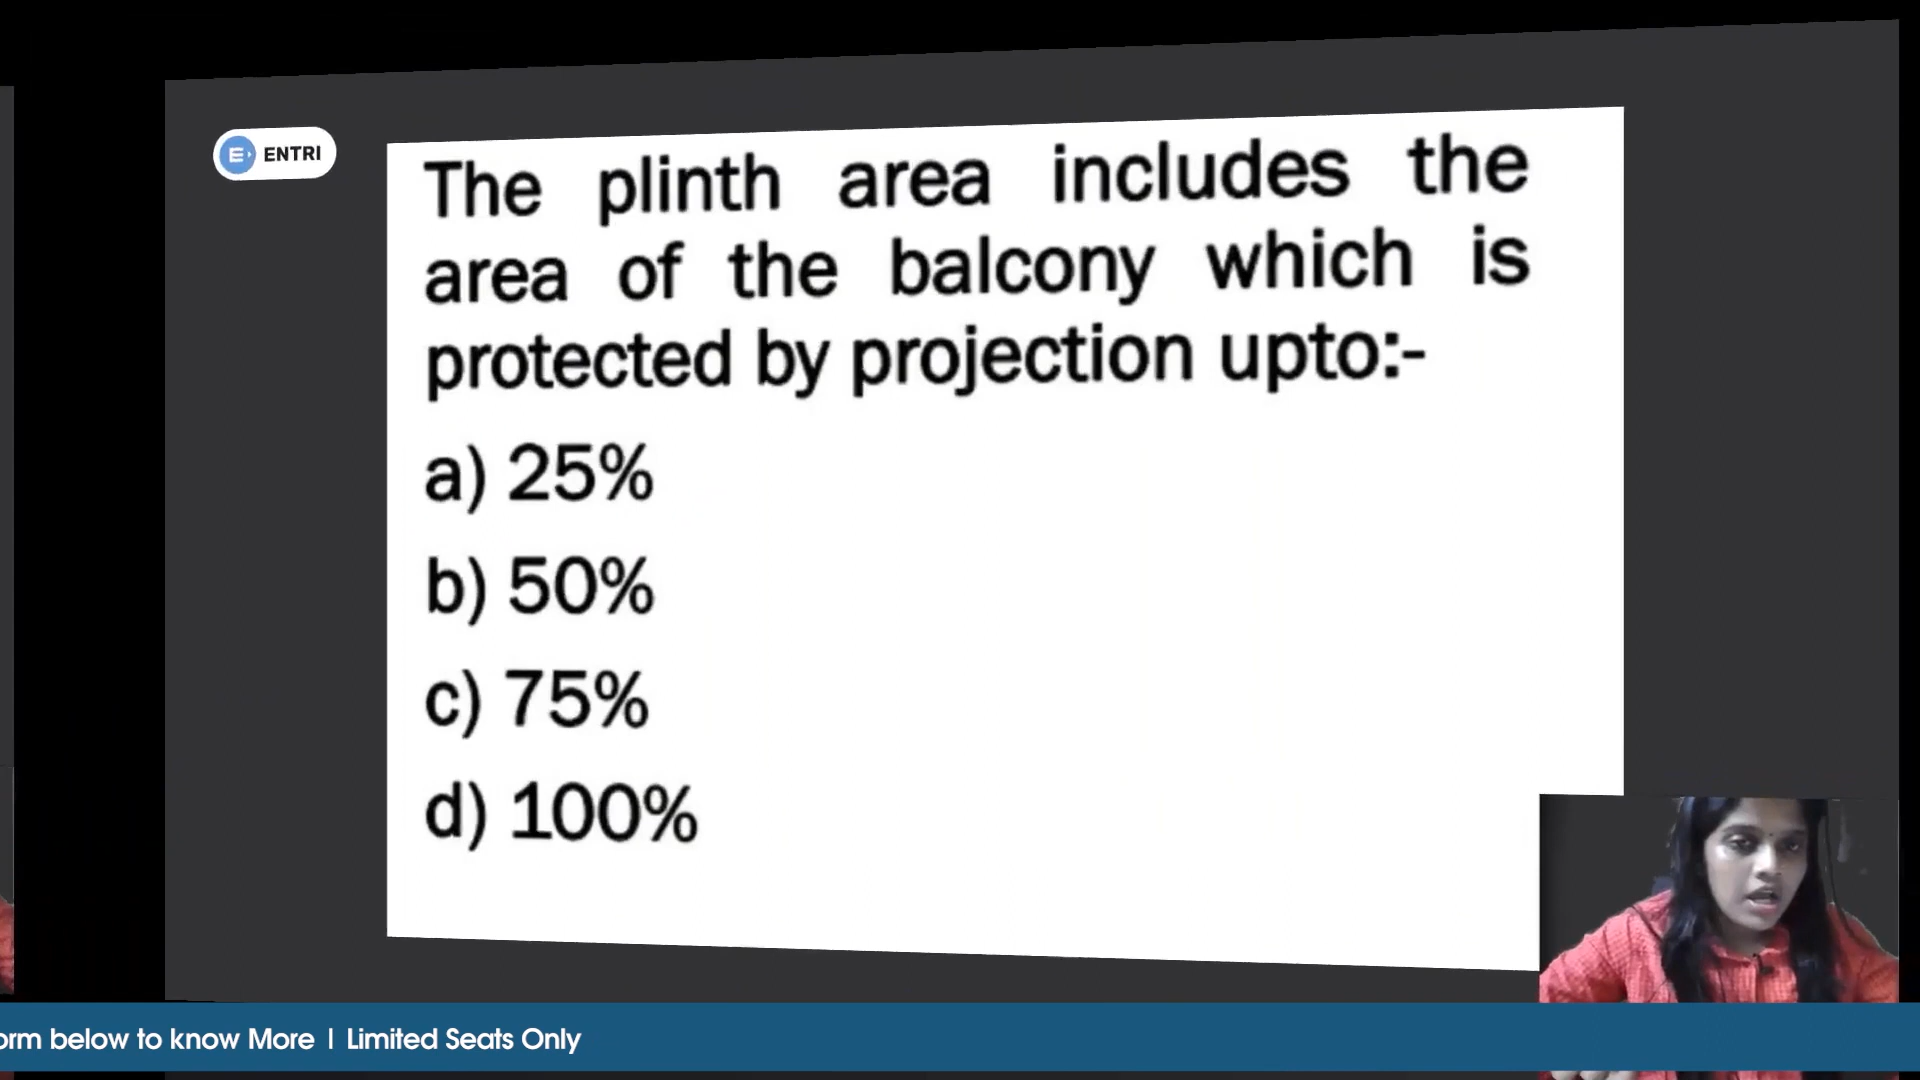 ENTRI
The plinth area includes the
area of the balcony which is
protected by projection upto:-
a) 25%
b) 50%
c) 75%
d) 100%
orm below to know More | Limited Seats Only